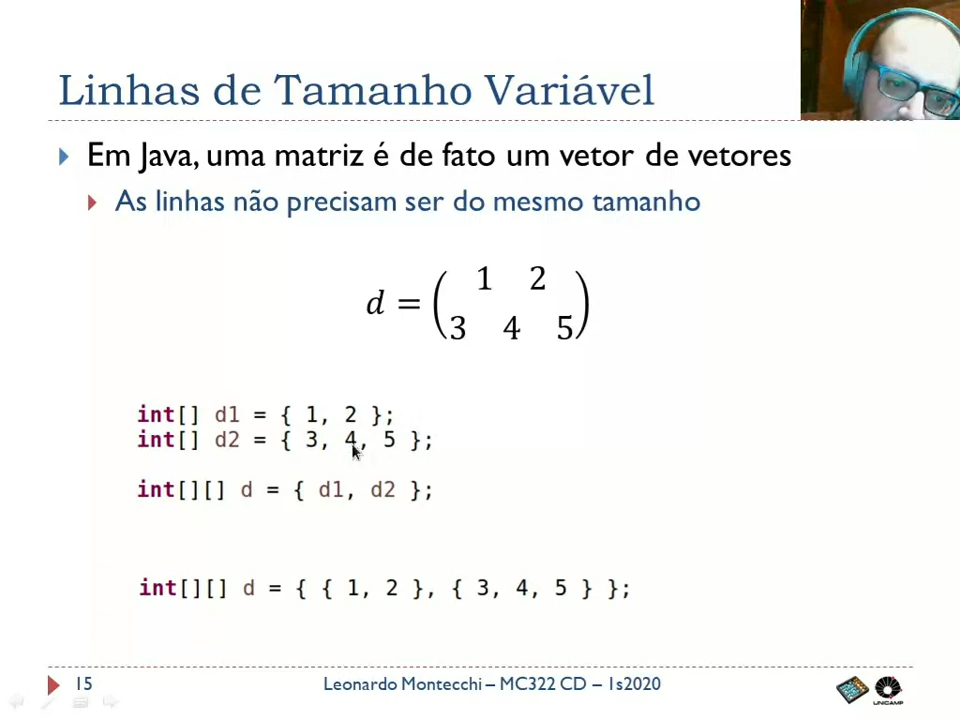 Linhas de Tamanho Variável
Em Java, uma matriz é de fato um vetor de vetores
As linhas não precisam ser do mesmo tamanho
d = ( 1 2
3 4 5 )
int[] d1 = { 1, 2 };
int[] d2 = { 3, 4, 5 };
int[][] d = { d1, d2 };
int[][] d = { { 1, 2 }, { 3, 4, 5 } };
15 Leonardo Montecchi – MC322 CD – 1s2020
UNICAMP